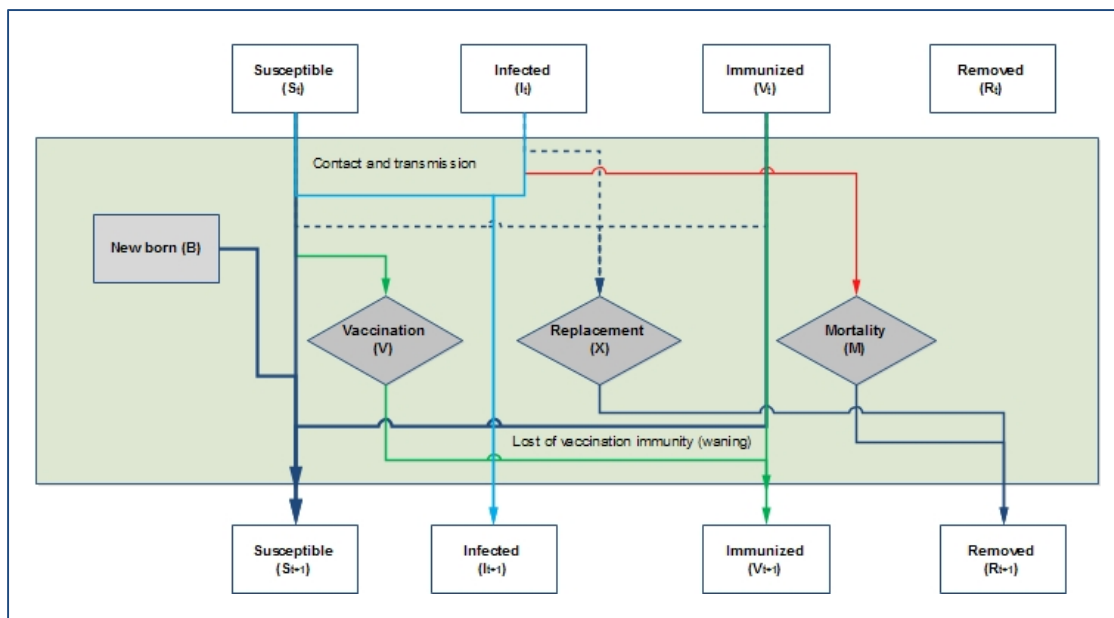 Susceptible
(St)
Infected
(It)
Immunized
(Vt)
Removed
(Rt)
Contact and transmission
New born (B)
Vaccination
(V)
Replacement
(X)
Mortality
(M)
Lost of vaccination immunity (waning)
Susceptible
(St+1)
Infected
(It+1)
Immunized
(Vt+1)
Removed
(Rt+1)